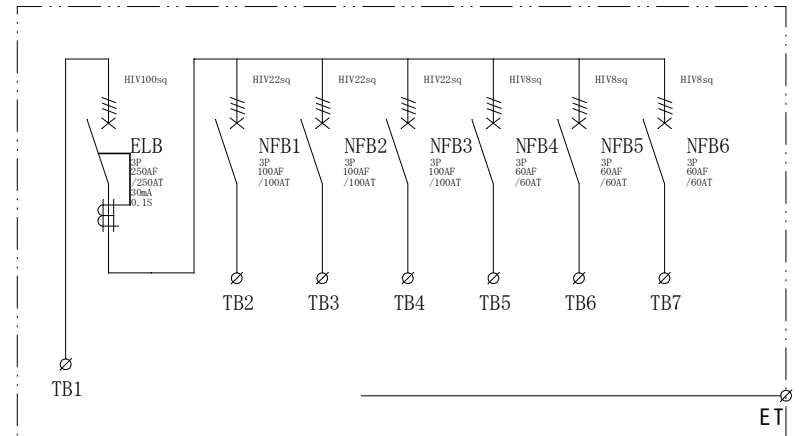 HIV100sq
HIV22sq
HIV22sq
HIV22sq
HIV8sq
HIV8sq
HIV8sq
ELB
3P
250AF
/250AT
30mA
0.1S
NFB1
3P
100AF
/100AT
NFB2
3P
100AF
/100AT
NFB3
3P
100AF
/100AT
NFB4
3P
60AF
/60AT
NFB5
3P
60AF
/60AT
NFB6
3P
60AF
/60AT
TB2
TB3
TB4
TB5
TB6
TB7
TB1
ET